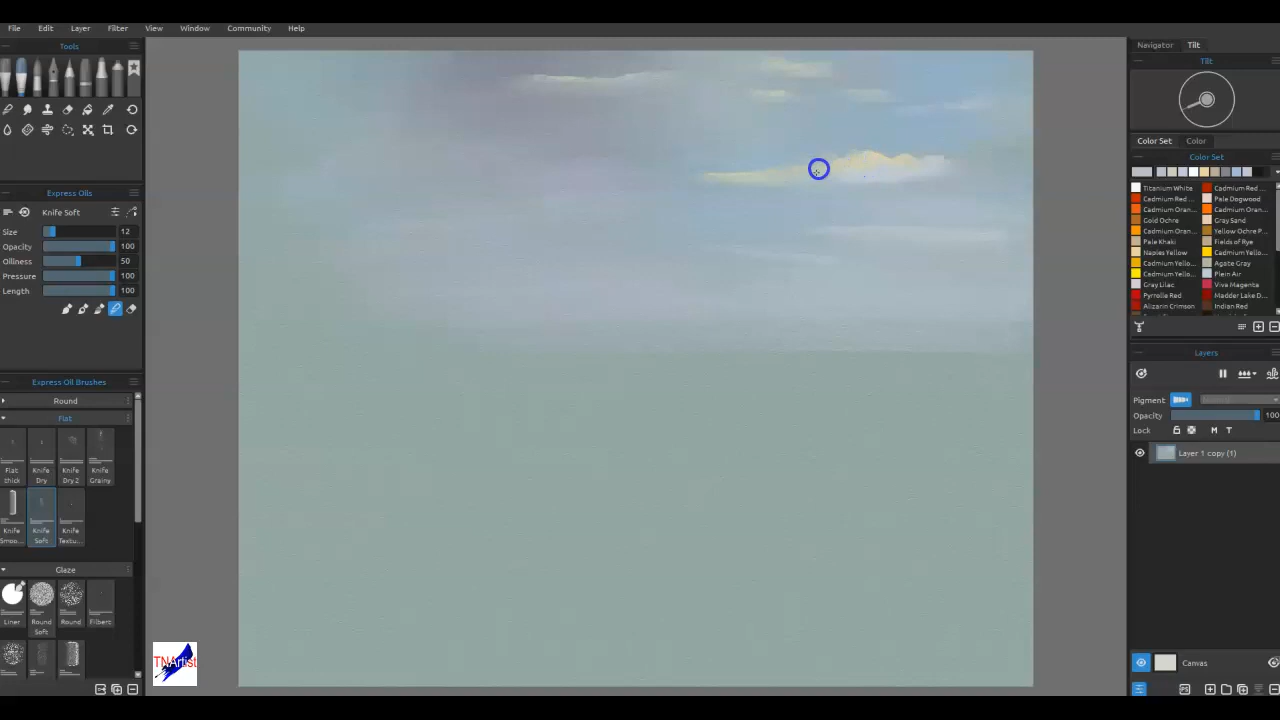 File Edit Layer Filter View Window Community Help
Tools
Express Oils
Knife Soft
Size 12
Opacity 100
Oiliness 50
Pressure 100
Length 100
Express Oil Brushes
Round
Flat
Flat thick
Knife Dry
Knife Dry 2
Knife Grainy
Knife Smoo...
Knife Soft
Knife Textu...
Glaze
Liner
Round Soft
Round
Filbert
TNArtist
Navigator Tilt
Tilt
Color Set Color
Color Set
Titanium White Cadmium Red ...
Cadmium Red ... Pale Dogwood
Cadmium Oran... Cadmium Oran...
Gold Ochre Gray Sand
Cadmium Oran... Yellow Ochre P...
Pale Khaki Fields of Rye
Naples Yellow Cadmium Yello...
Cadmium Yello... Agate Gray
Cadmium Yello... Plein Air
Gray Lilac Viva Magenta
Pyrrolla Red Madder Lake D...
Alizarin Crimson Indian Red
Layers
Pigment
Opacity 100
Lock M T
Layer 1 copy (1)
Canvas